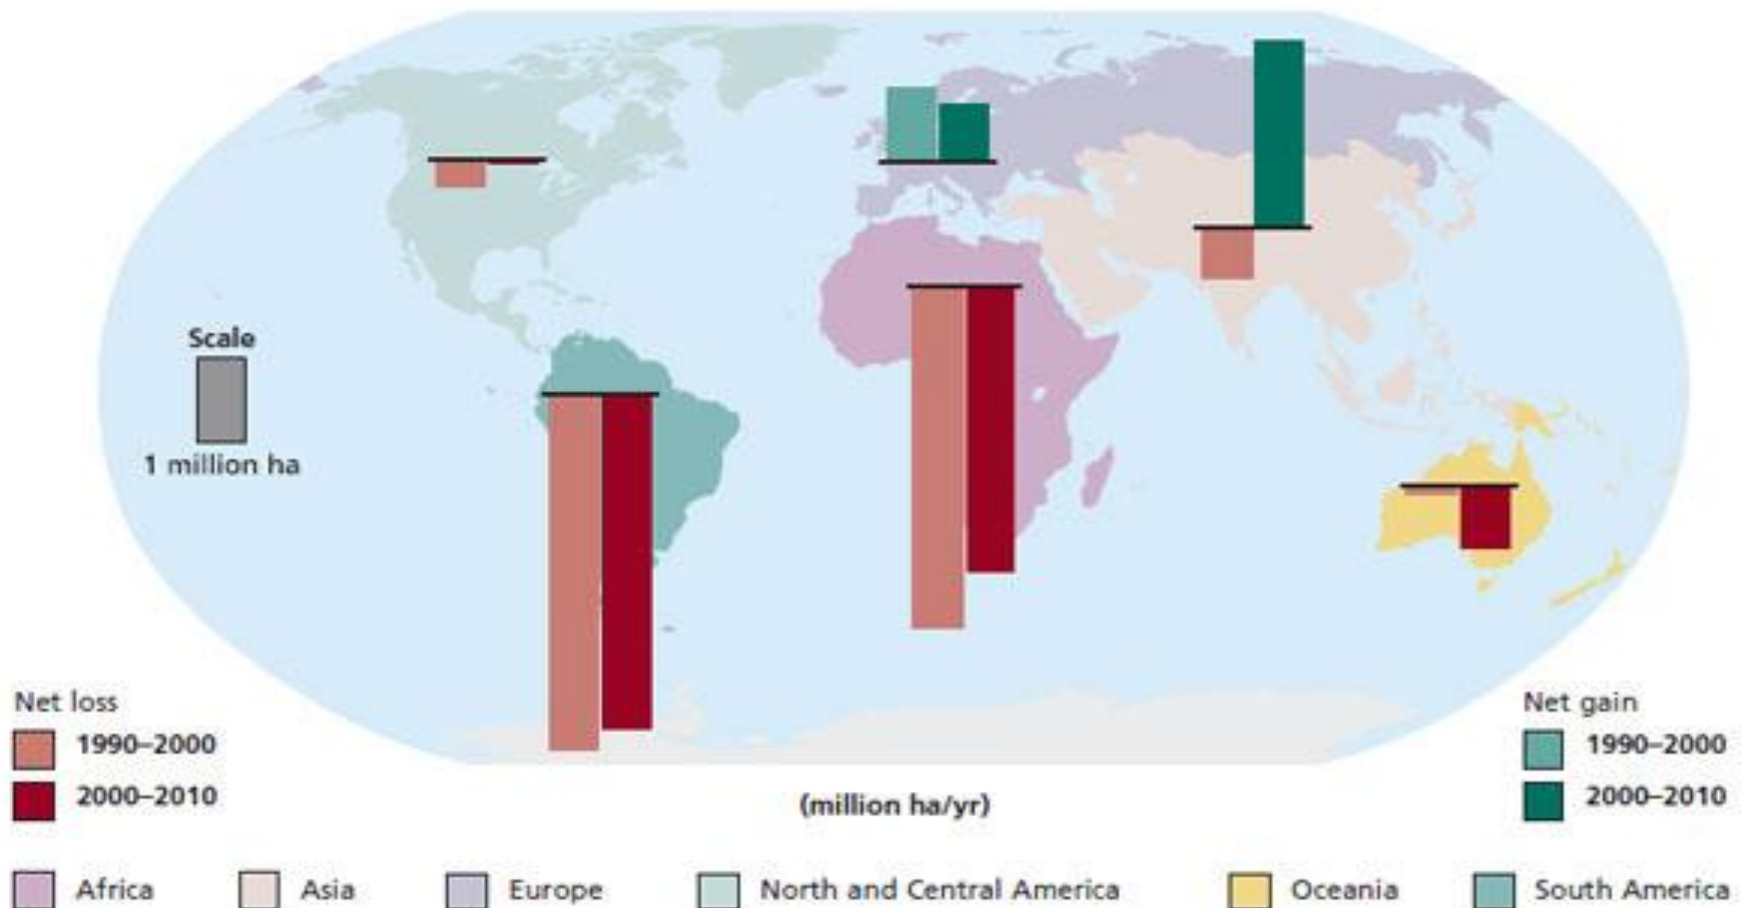 Scale
1 million ha
Net loss
1990–2000
2000–2010
(million ha/yr)
Net gain
1990–2000
2000–2010
Africa
Asia
Europe
North and Central America
Oceania
South America